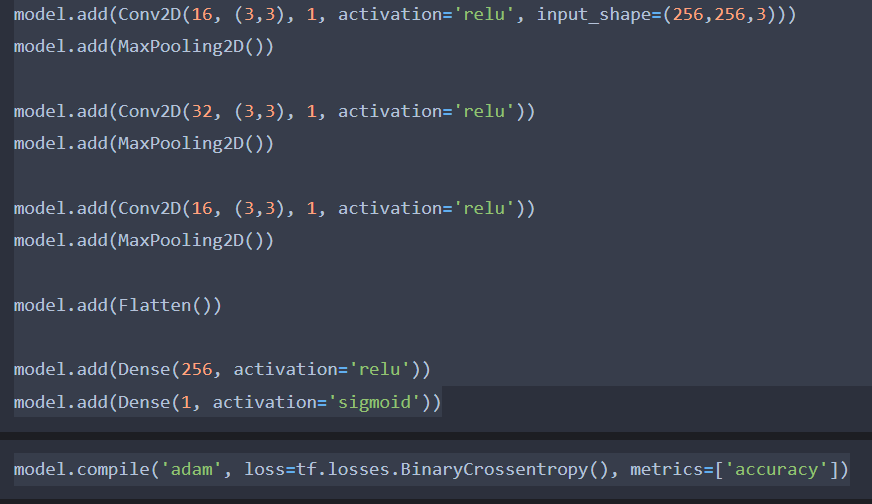 model.add(Conv2D(16, (3,3), 1, activation='relu', input_shape=(256,256,3)))
model.add(MaxPooling2D())
model.add(Conv2D(32, (3,3), 1, activation='relu'))
model.add(MaxPooling2D())
model.add(Conv2D(16, (3,3), 1, activation='relu'))
model.add(MaxPooling2D())
model.add(Flatten())
model.add(Dense(256, activation='relu'))
model.add(Dense(1, activation='sigmoid'))
model.compile('adam', loss=tf.losses.BinaryCrossentropy(), metrics=['accuracy'])